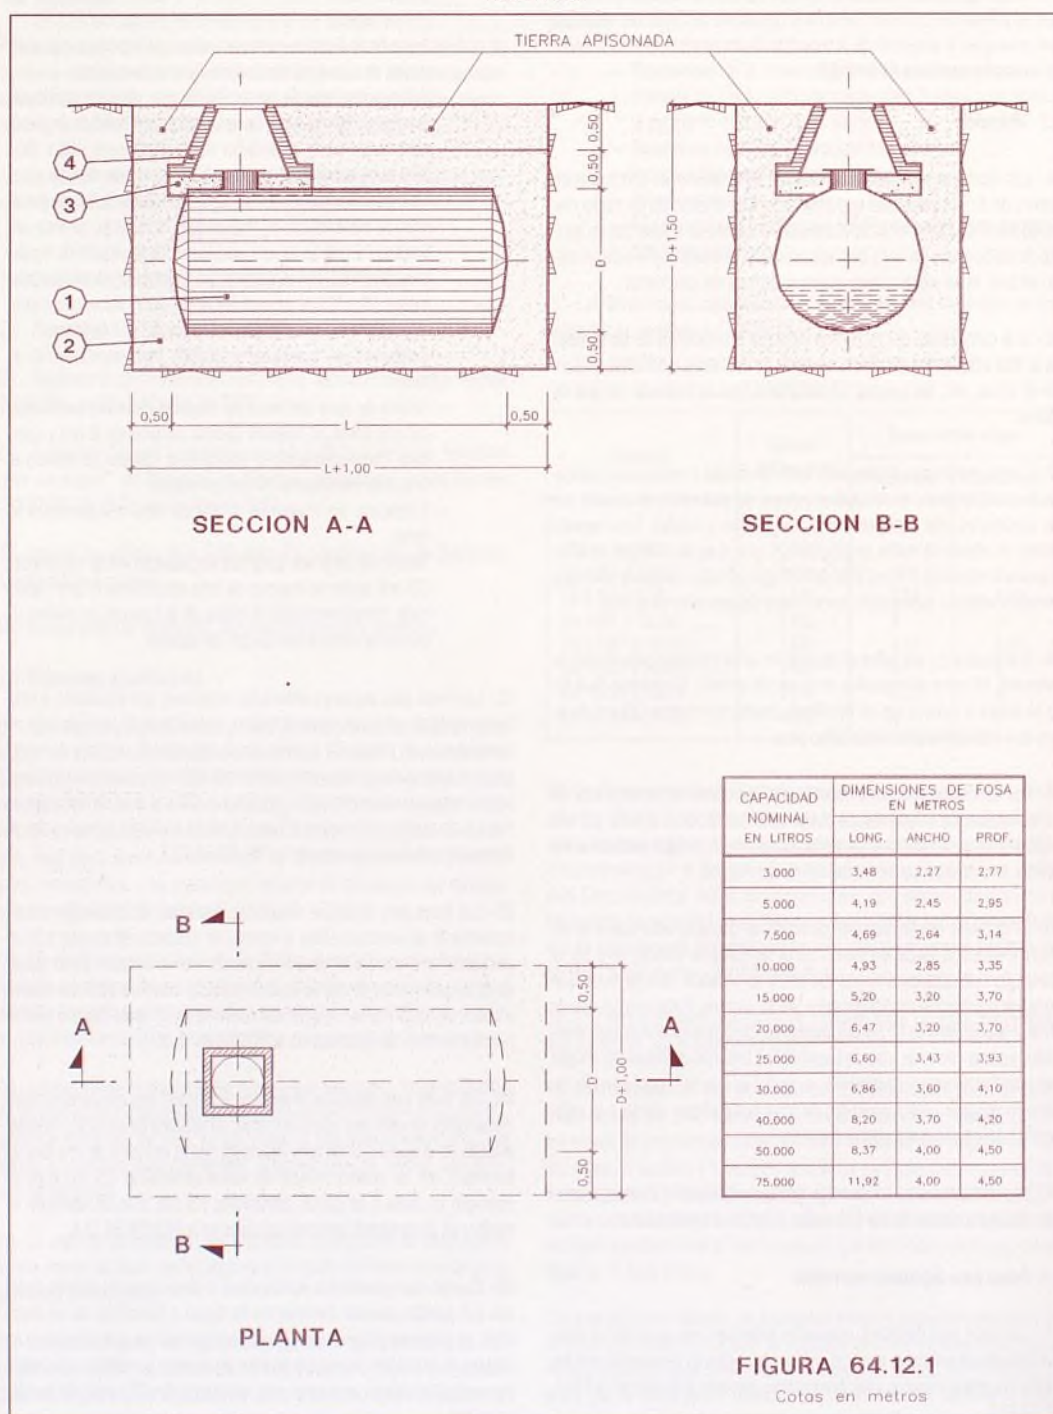 TIERRA APISONADA
4
3
1
2
0,50
0,50
D
0,50
D+1,50
0,50
L
0,50
L+1,00
SECCION A-A
SECCION B-B
CAPACIDAD NOMINAL EN LITROS
DIMENSIONES DE FOSA EN METROS
LONG. ANCHO PROF.
3.000 3,48 2,27 2,77
5.000 4,19 2,45 2,95
7.500 4,69 2,64 3,14
10.000 4,93 2,85 3,35
15.000 5,20 3,20 3,70
20.000 6,47 3,20 3,70
25.000 6,60 3,43 3,93
30.000 6,86 3,60 4,10
40.000 8,20 3,70 4,20
50.000 8,37 4,00 4,50
75.000 11,92 4,00 4,50
B
A
A
0,50
D
D+1,00
0,50
B
PLANTA
FIGURA 64.12.1
Cotas en metros